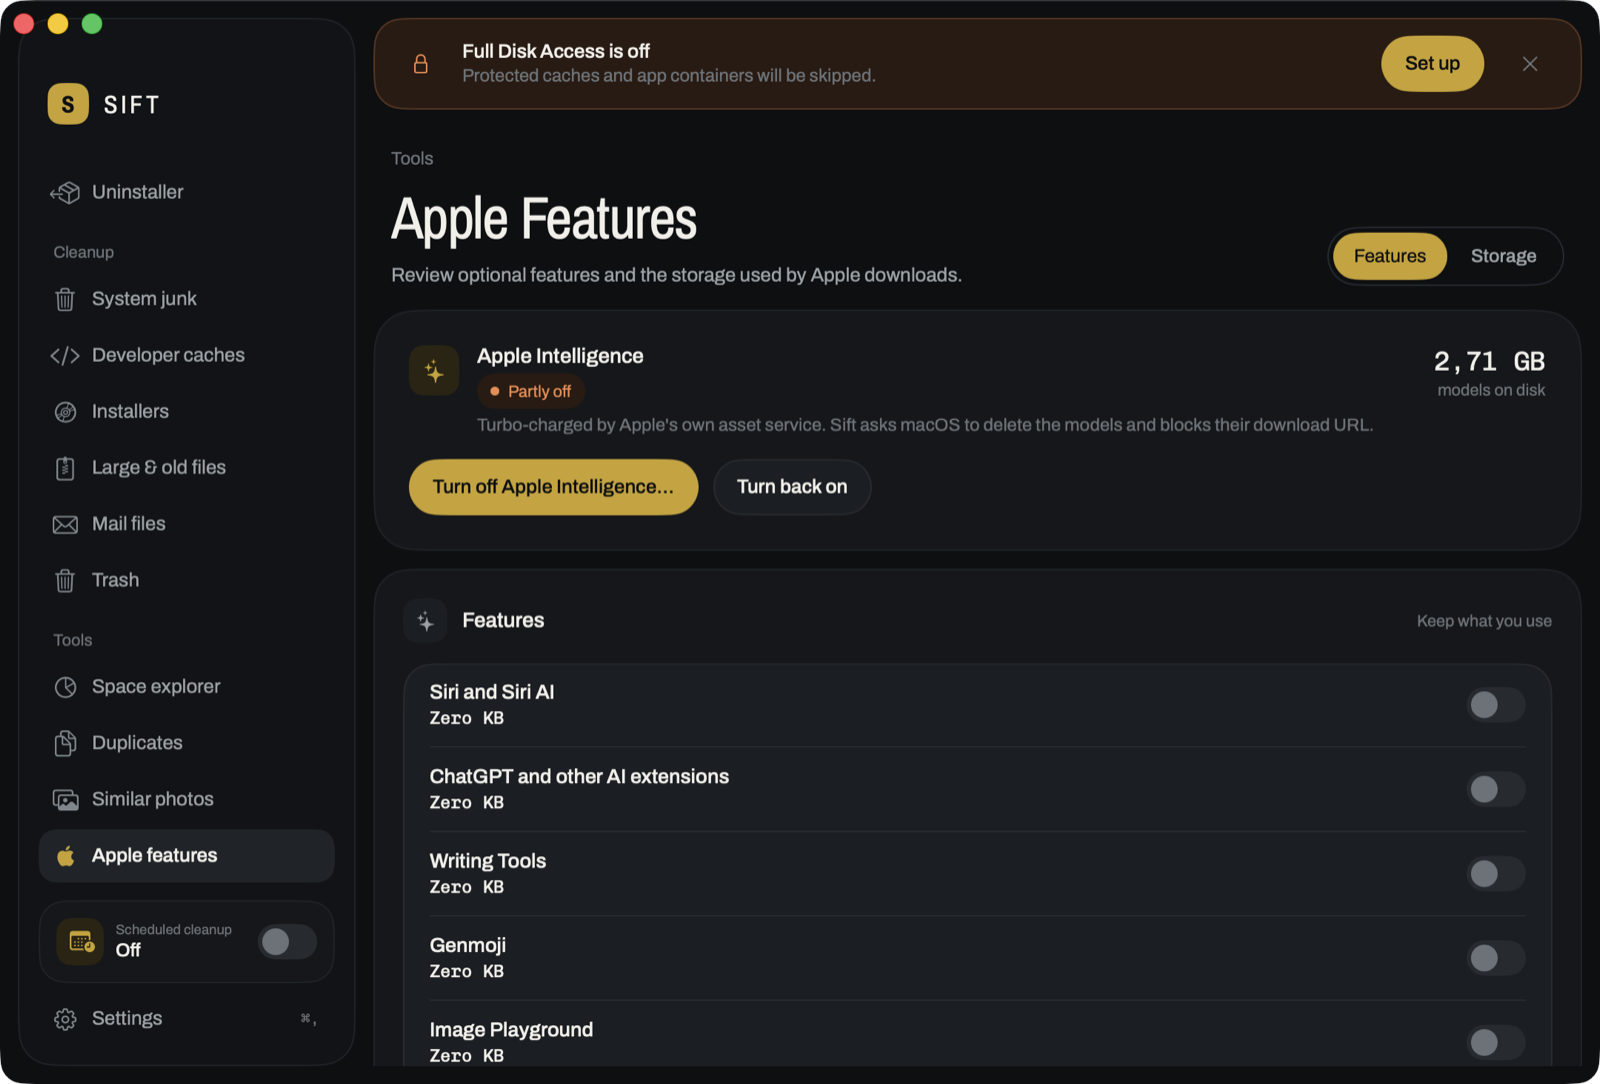 Full Disk Access is off
Protected caches and app containers will be skipped.
Set up
S SIFT
Uninstaller
Cleanup
System junk
Developer caches
Installers
Large & old files
Mail files
Trash
Tools
Space explorer
Duplicates
Similar photos
Apple features
Scheduled cleanup
Off
Settings ⌘,
Tools
Apple Features
Review optional features and the storage used by Apple downloads.
Features Storage
Apple Intelligence
Partly off
Turbo-charged by Apple's own asset service. Sift asks macOS to delete the models and blocks their download URL.
2,71 GB
models on disk
Turn off Apple Intelligence... Turn back on
Features
Keep what you use
Siri and Siri AI
Zero KB
ChatGPT and other AI extensions
Zero KB
Writing Tools
Zero KB
Genmoji
Zero KB
Image Playground
Zero KB